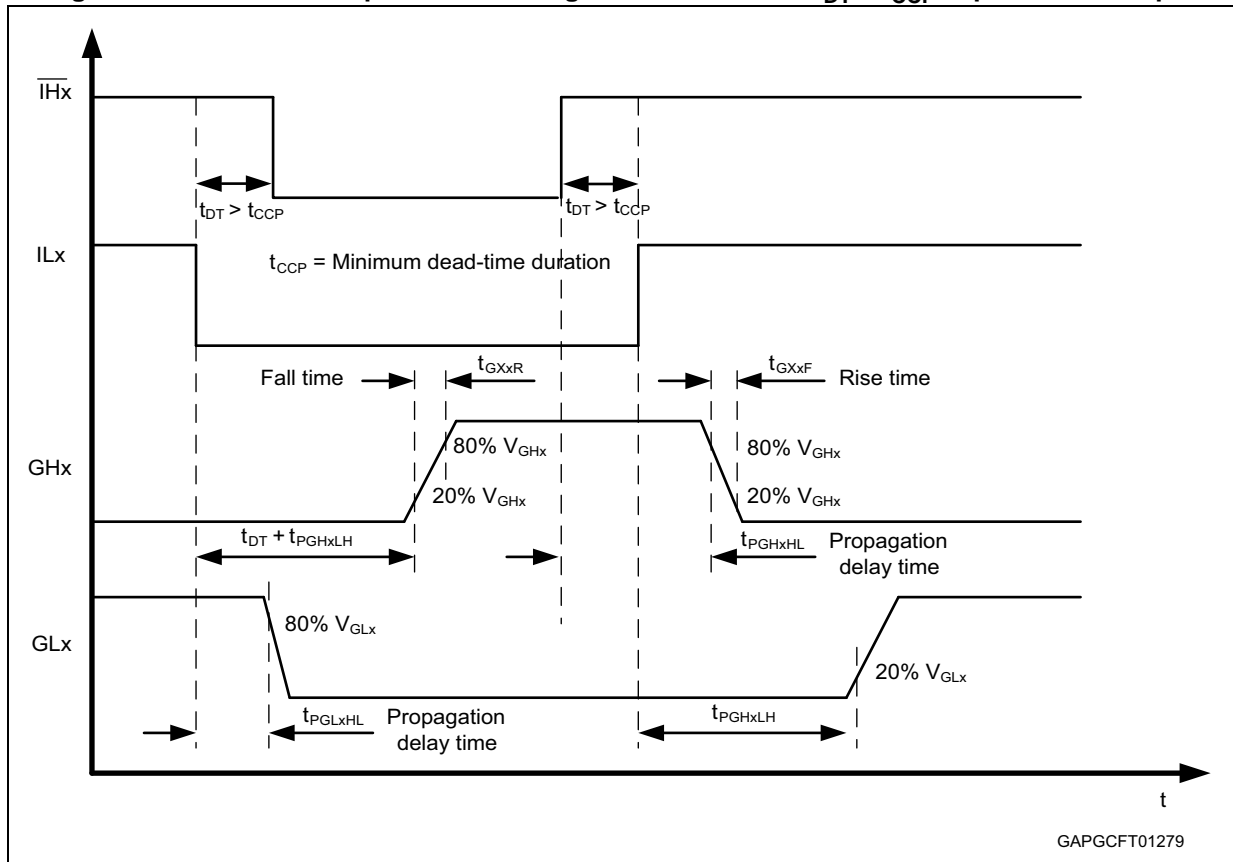 IHx
tDT > tCCP
tDT > tCCP
ILx
tCCP = Minimum dead-time duration
Fall time
tGXxR
tGXxF
Rise time
GHx
80% VGHx
20% VGHx
80% VGHx
20% VGHx
tDT + tPGHxLH
tPGHxHL
Propagation
delay time
GLx
80% VGLx
20% VGLx
tPGLxHL
Propagation
delay time
tPGHxLH
t
GAPGCFT01279